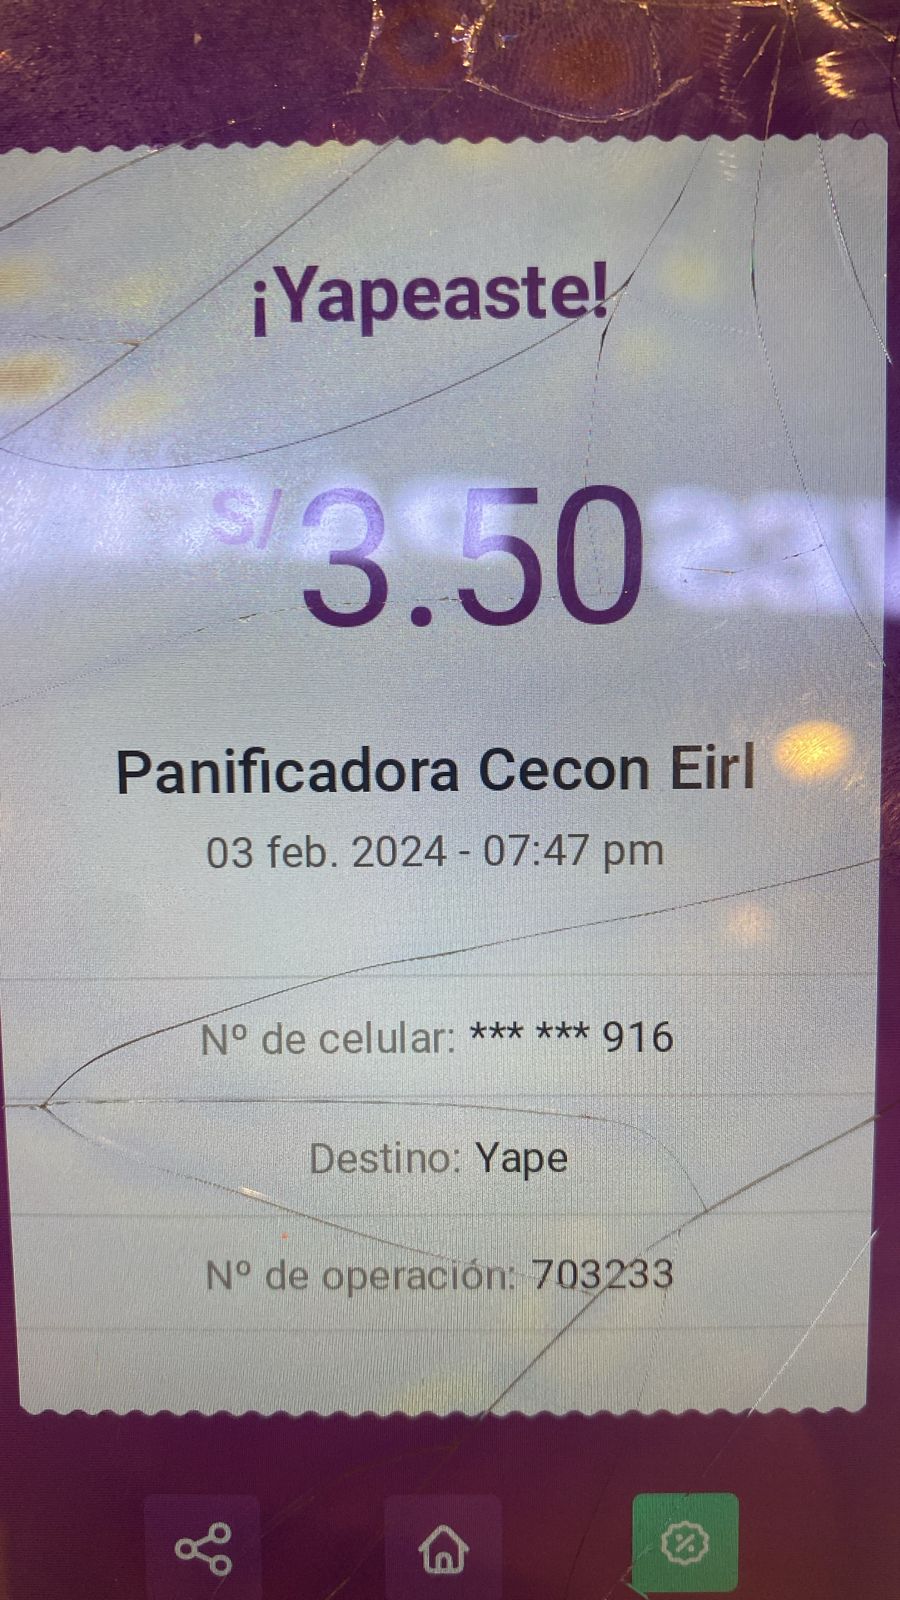 ¡Yapeaste!
S/ 3.50
Panificadora Cecon Eirl
03 feb. 2024 - 07:47 pm
Nº de celular: *** *** 916
Destino: Yape
Nº de operación: 703233